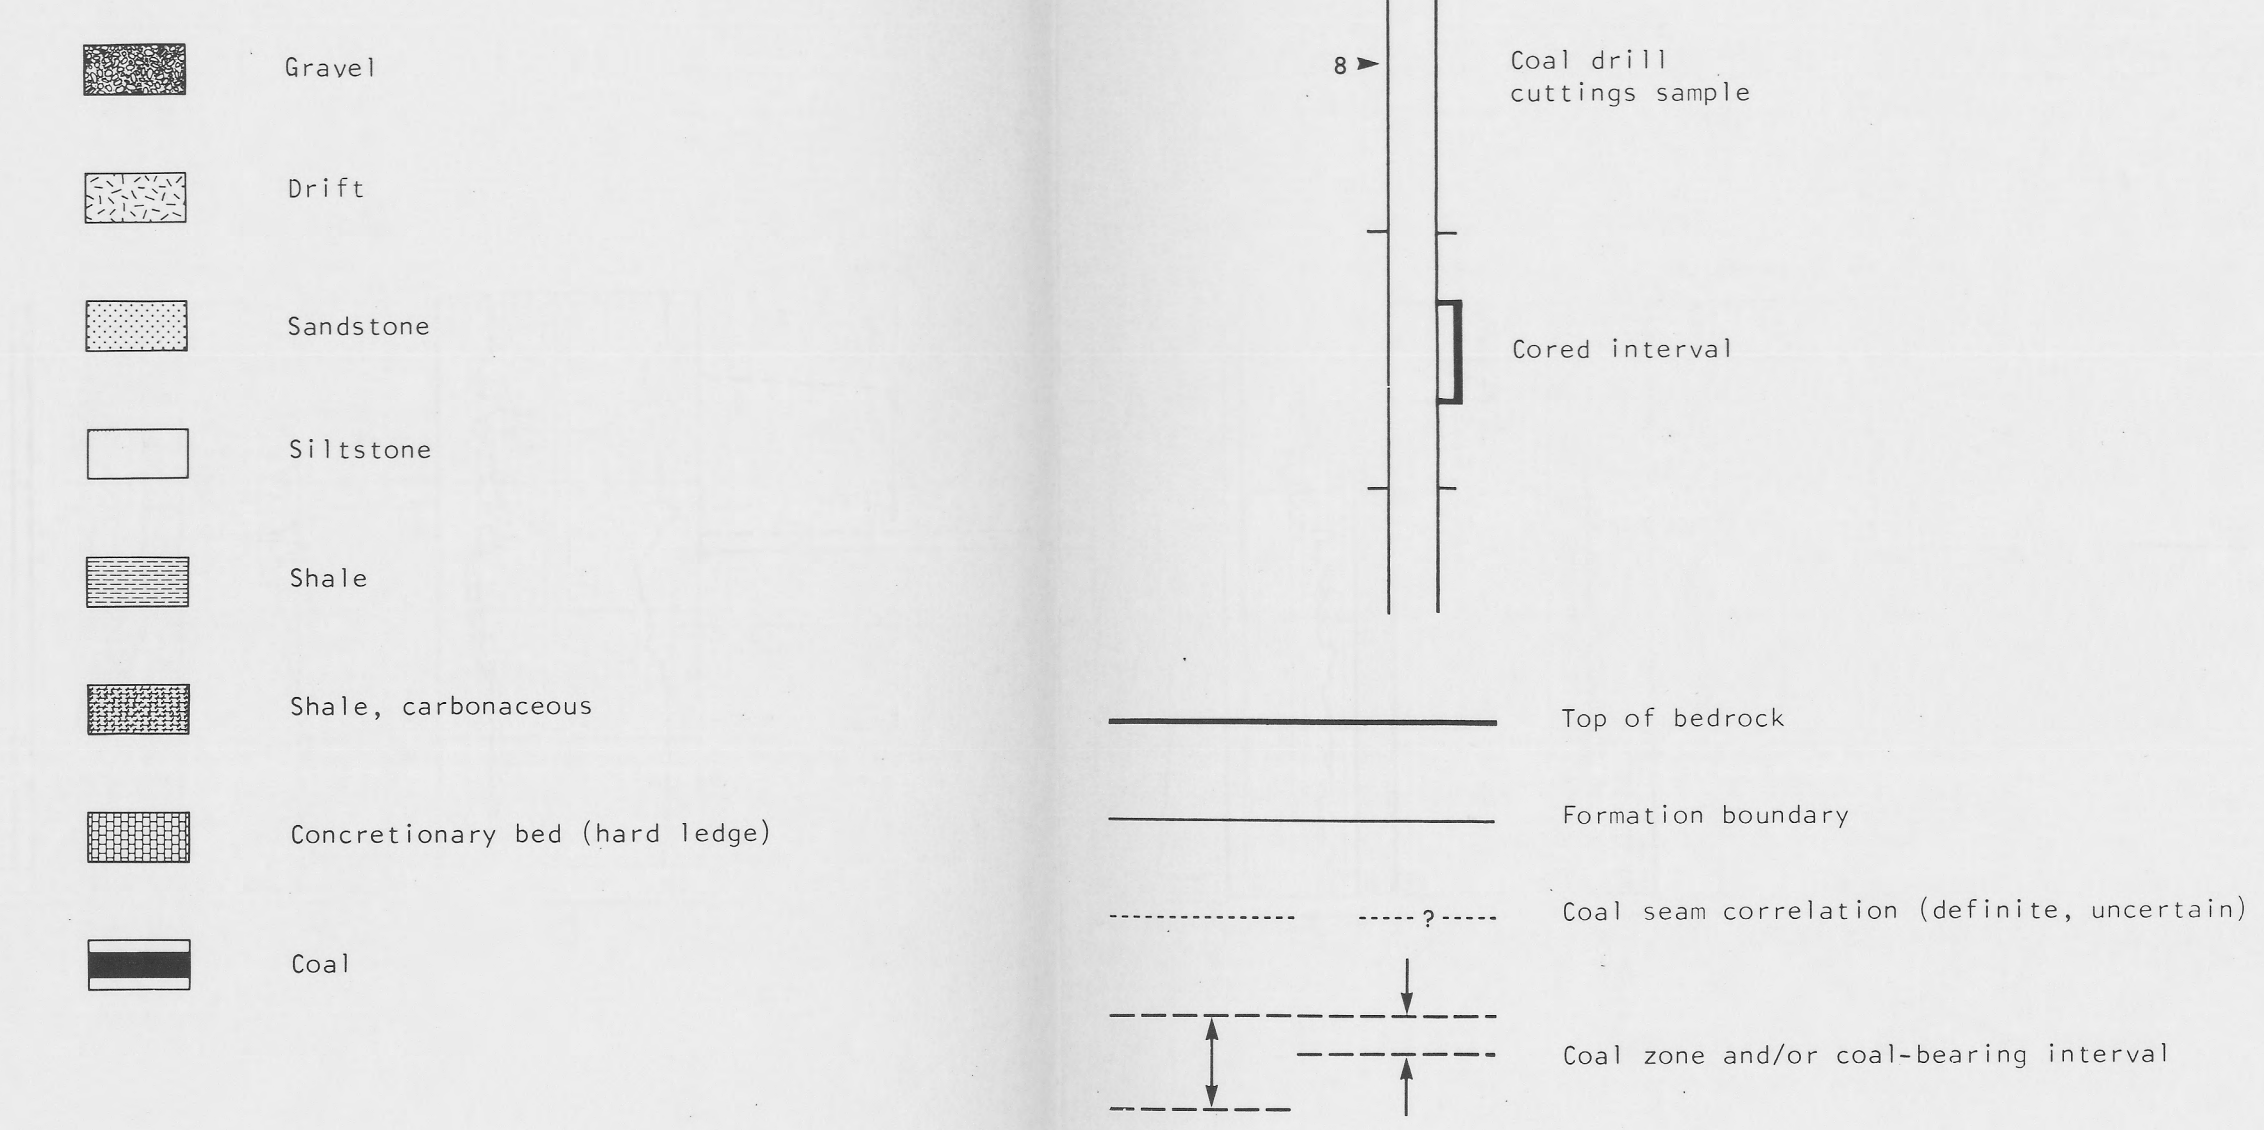 Gravel
Drift
Sandstone
Siltstone
Shale
Shale, carbonaceous
Concretionary bed (hard ledge)
Coal
8
Coal drill
cuttings sample
Cored interval
Top of bedrock
Formation boundary
?
Coal seam correlation (definite, uncertain)
Coal zone and/or coal-bearing interval